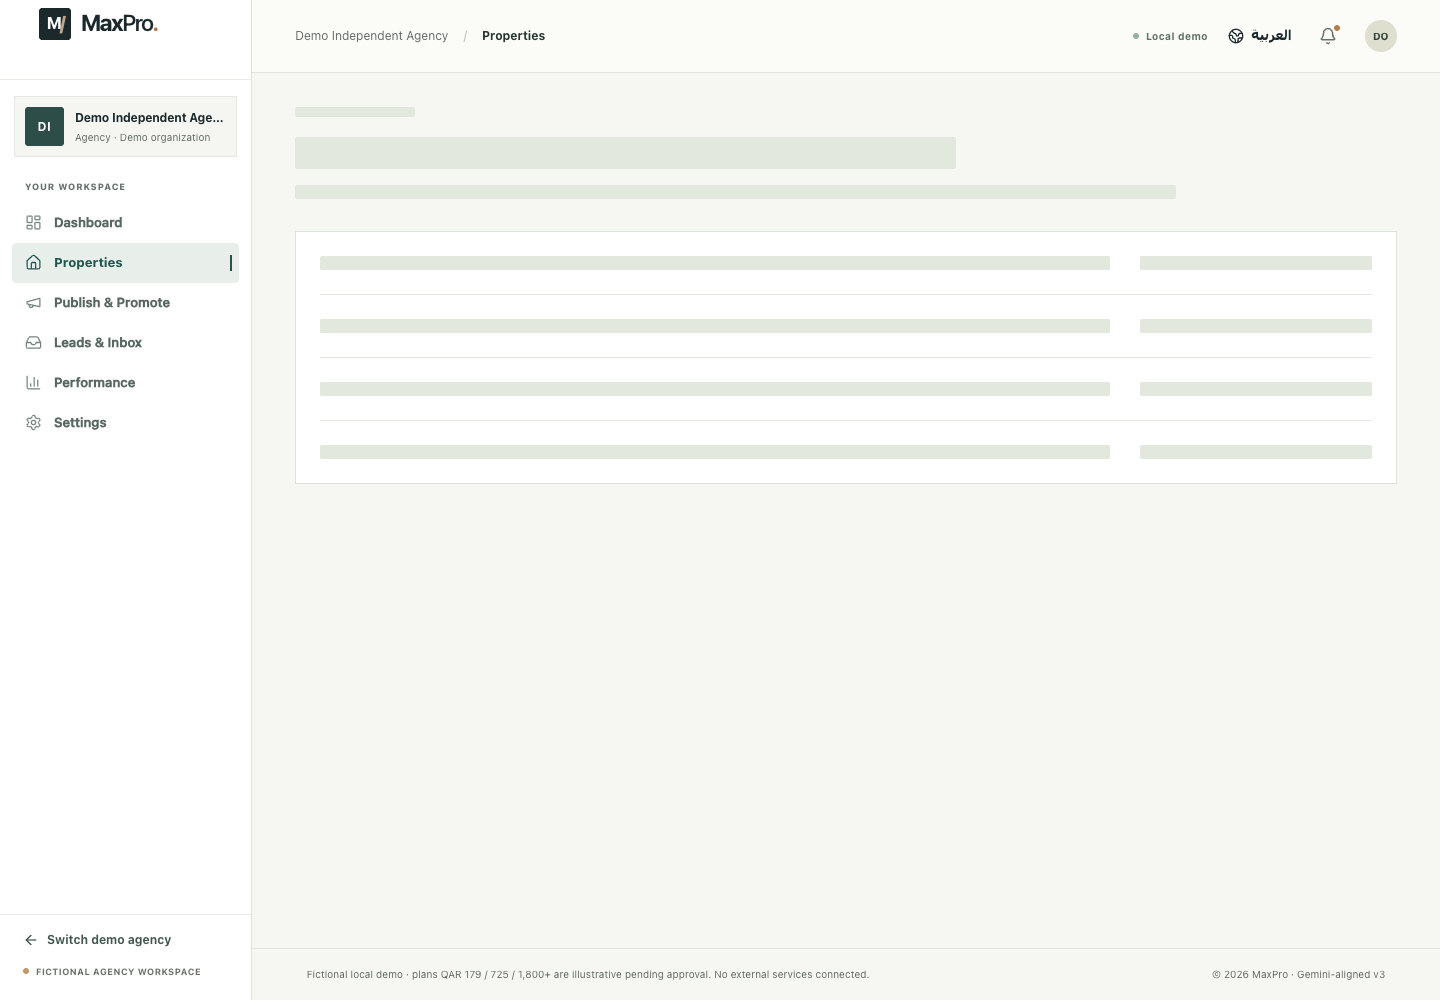 M/ MaxPro.
DI
Demo Independent Age...
Agency · Demo organization
YOUR WORKSPACE
Dashboard
Properties
Publish & Promote
Leads & Inbox
Performance
Settings
Switch demo agency
FICTIONAL AGENCY WORKSPACE
Demo Independent Agency / Properties
Local demo
العربية
DO
Fictional local demo · plans QAR 179 / 725 / 1,800+ are illustrative pending approval. No external services connected.
© 2026 MaxPro · Gemini-aligned v3